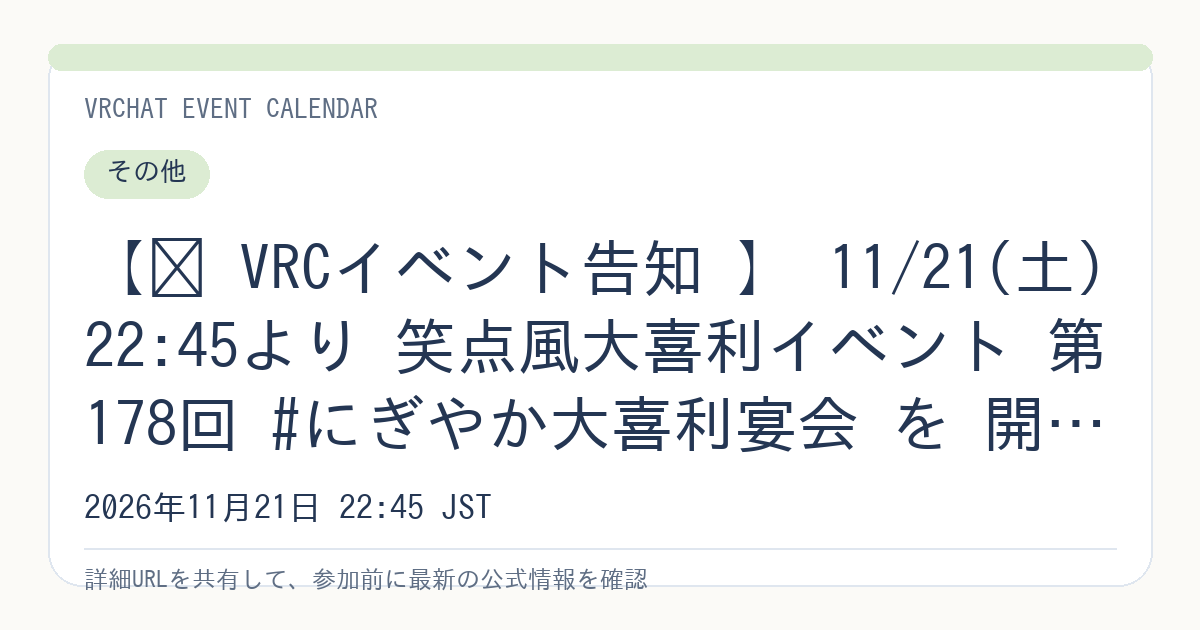 VRCHAT EVENT CALENDAR
その他
【 VRCイベント告知 】 11/21(土)
22:45より 笑点風大喜利イベント 第
178回 #にぎやか大喜利宴会 を 開…
2026年11月21日 22:45 JST
詳細URLを共有して、参加前に最新の公式情報を確認